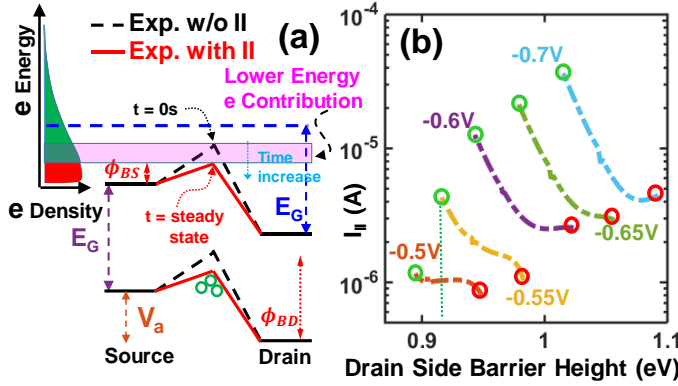 Exp. w/o II
Exp. with II
(a)
e Energy
Lower Energy
e Contribution
t = 0s
Time
increase
ϕBS
e Density
t = steady
state
EG
EG
Va
ϕBD
Source
Drain
(b)
10-4
10-5
10-6
III (A)
-0.7V
-0.6V
-0.65V
-0.5V
-0.55V
0.9
1
1.1
Drain Side Barrier Height (eV)